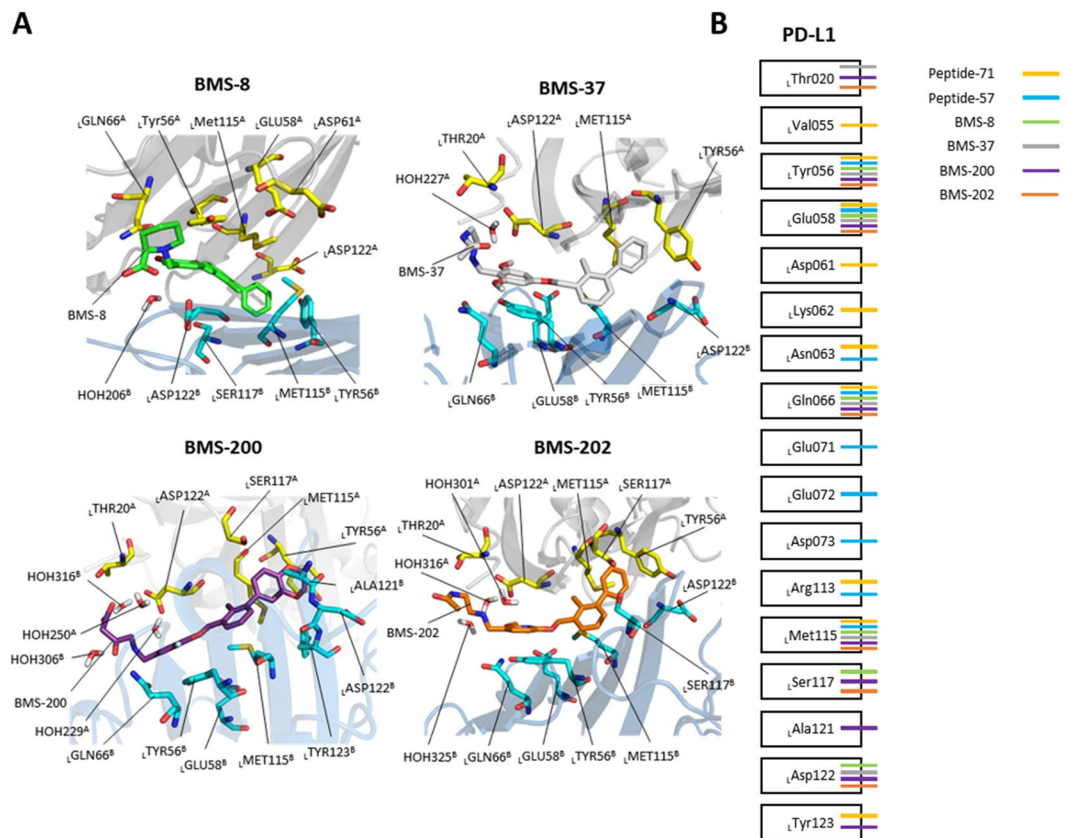 A
B
BMS-8
LGLN66A LTyr56A LMet115A LGLU58A LASP61A
LASP122A
BMS-8
HOH206B LASP122B LSER117B LMET115B LTYR56B
BMS-37
LASP122A LMET115A
LTHR20A LTYR56A
HOH227A
BMS-37
LASP122B
LGLN66B LGLU58B LTYR56B LMET115B
BMS-200
LSER117A
LASP122A LMET115A
LTHR20A
LTYR56A
HOH316B
LALA121B
HOH250A
HOH306B
LASP122B
BMS-200
HOH229A
LGLN66B LTYR56B LGLU58B LMET115B LTYR123B
BMS-202
HOH301A LASP122A LMET115A LSER117A
LTHR20A LTYR56A
HOH316A
LASP122B
BMS-202
LSER117B
HOH325B LGLN66B LGLU58B LTYR56B LMET115B
PD-L1
LThr020
LVal055
LTyr056
LGlu058
LAsp061
LLys062
LAsn063
LGln066
LGlu071
LGlu072
LAsp073
LArg113
LMet115
LSer117
LAla121
LAsp122
LTyr123
Peptide-71
Peptide-57
BMS-8
BMS-37
BMS-200
BMS-202